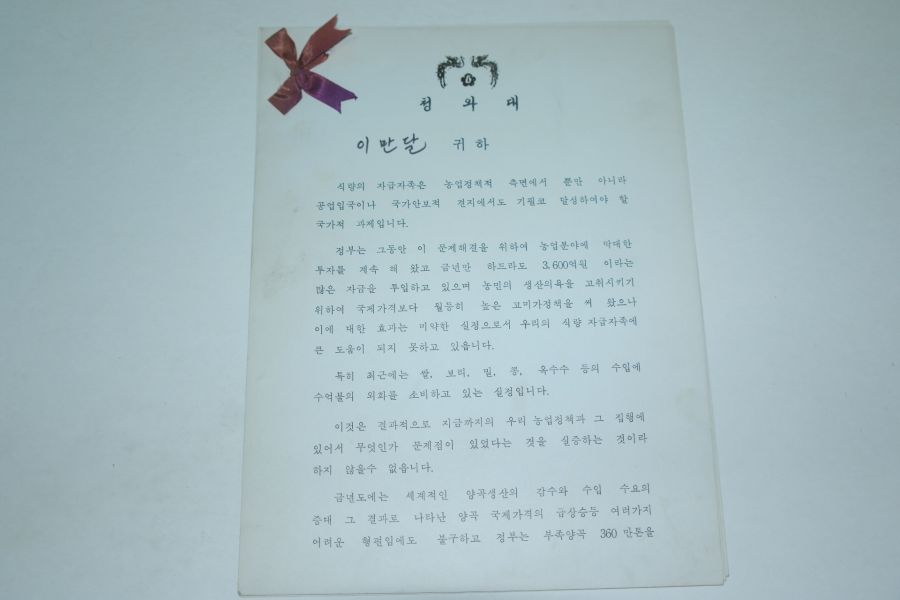 청와대
이만달 귀하
식량의 자급자족은 농업정책적 측면에서 뿐만 아니라
공업입국이나 국가안보적 견지에서도 기필코 달성하여야 할
국가적 과제입니다.
정부는 그동안 이 문제해결을 위하여 농업분야에 막대한
투자를 계속 해 왔고 금년만 하드라도 3,600억원 이라는
많은 자금을 투입하고 있으며 농민의 생산의욕을 고취시키기
위하여 국제가격보다 월등히 높은 고미가정책을 써 왔으나
이에 대한 효과는 미약한 실정으로서 우리의 식량 자급자족에
큰 도움이 되지 못하고 있읍니다.
특히 최근에는 쌀, 보리, 밀, 콩, 옥수수 등의 수입에
수억불의 외화를 소비하고 있는 실정입니다.
이것은 결과적으로 지금까지의 우리 농업정책과 그 집행에
있어서 무엇인가 문제점이 있었다는 것을 실증하는 것이라
하지 않을수 없읍니다.
금년도에는 세계적인 양곡생산의 감수와 수입 수요의
증대 그 결과로 나타난 양곡 국제가격의 급상승등 여러가지
어려운 형편임에도 불구하고 정부는 부족양곡 360 만톤을